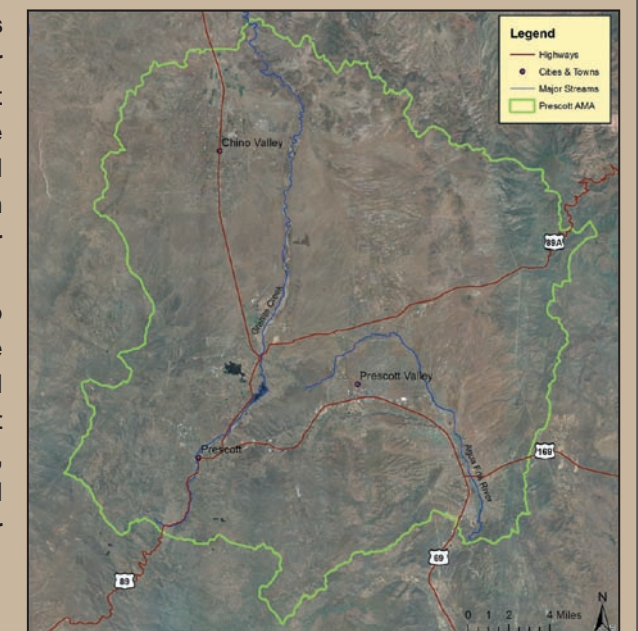 Legend
Highways
Cities & Towns
Major Streams
Prescott AMA
Chino Valley
89A
Granite Creek
Prescott Valley
Prescott
169
Agua Fria River
69
89
N
0 1 2 4 Miles